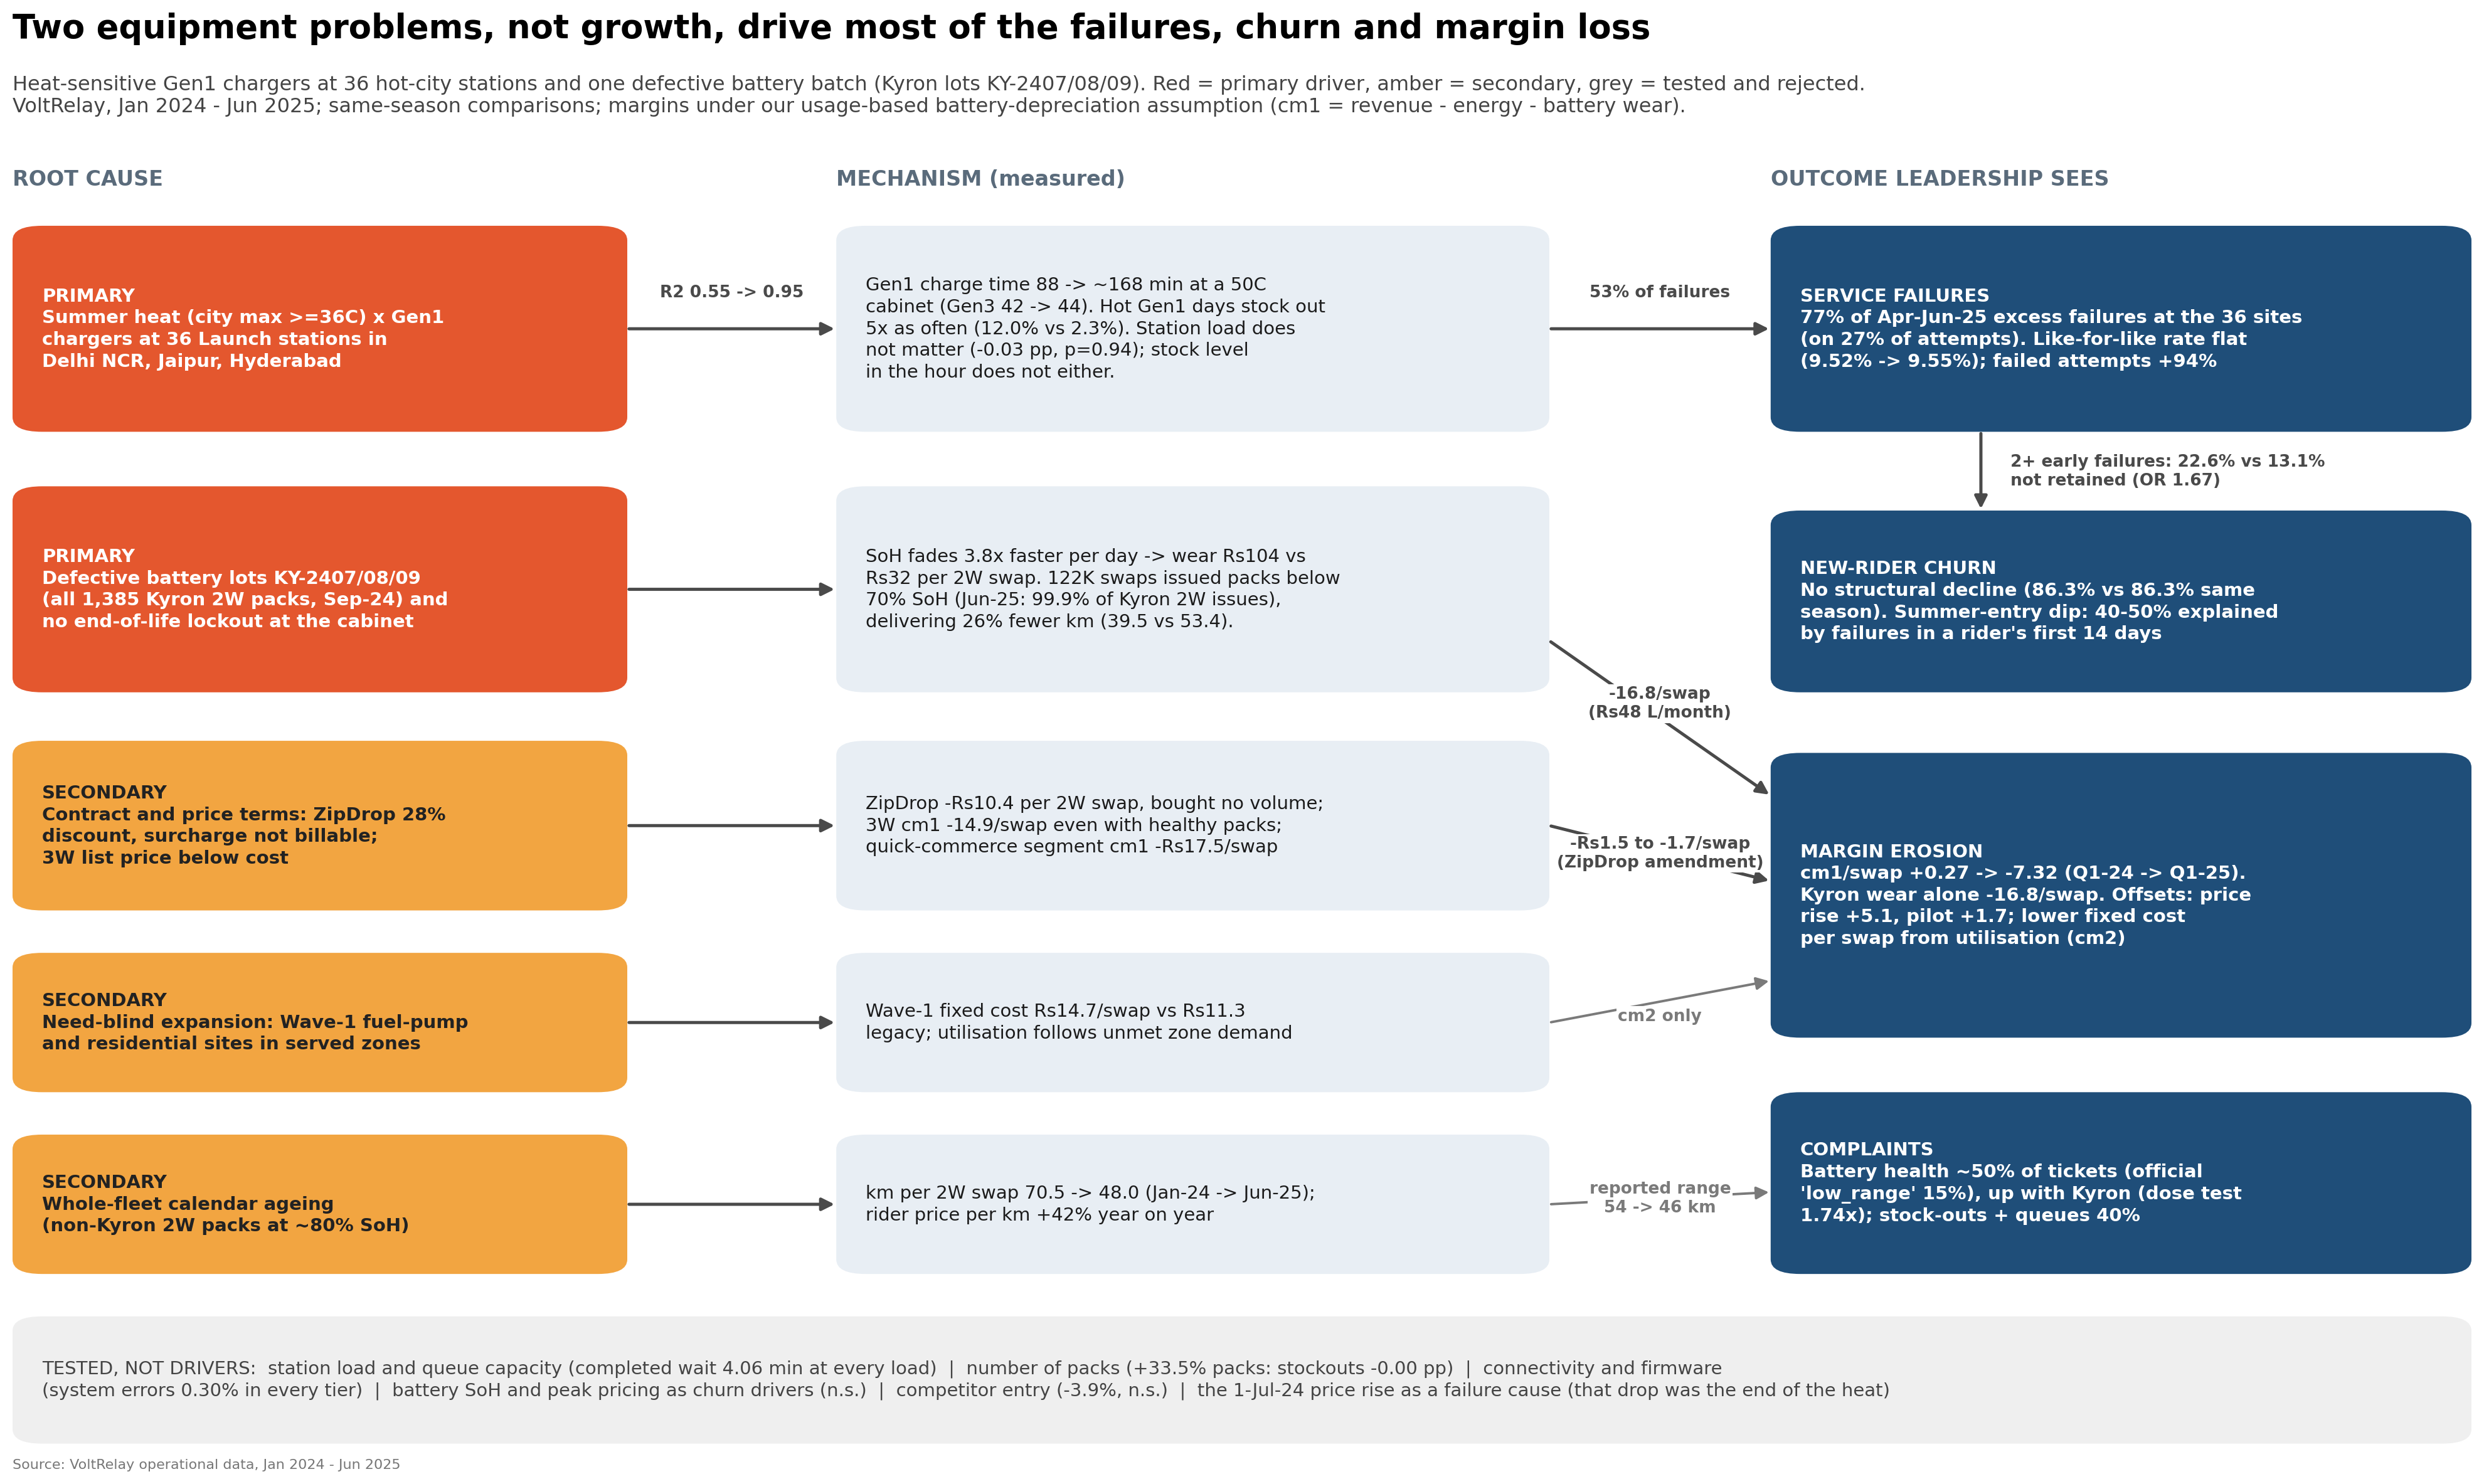 Two equipment problems, not growth, drive most of the failures, churn and margin loss
Heat-sensitive Gen1 chargers at 36 hot-city stations and one defective battery batch (Kyron lots KY-2407/08/09). Red = primary driver, amber = secondary, grey = tested and rejected.
VoltRelay, Jan 2024 - Jun 2025; same-season comparisons; margins under our usage-based battery-depreciation assumption (cm1 = revenue - energy - battery wear).
ROOT CAUSE
MECHANISM (measured)
OUTCOME LEADERSHIP SEES
PRIMARY
Summer heat (city max >=36C) x Gen1
chargers at 36 Launch stations in
Delhi NCR, Jaipur, Hyderabad
R2 0.55 -> 0.95
Gen1 charge time 88 -> ~168 min at a 50C
cabinet (Gen3 42 -> 44). Hot Gen1 days stock out
5x as often (12.0% vs 2.3%). Station load does
not matter (-0.03 pp, p=0.94); stock level
in the hour does not either.
53% of failures
SERVICE FAILURES
77% of Apr-Jun-25 excess failures at the 36 sites
(on 27% of attempts). Like-for-like rate flat
(9.52% -> 9.55%); failed attempts +94%
2+ early failures: 22.6% vs 13.1%
not retained (OR 1.67)
PRIMARY
Defective battery lots KY-2407/08/09
(all 1,385 Kyron 2W packs, Sep-24) and
no end-of-life lockout at the cabinet
SoH fades 3.8x faster per day -> wear Rs104 vs
Rs32 per 2W swap. 122K swaps issued packs below
70% SoH (Jun-25: 99.9% of Kyron 2W issues),
delivering 26% fewer km (39.5 vs 53.4).
-16.8/swap
(Rs48 L/month)
NEW-RIDER CHURN
No structural decline (86.3% vs 86.3% same
season). Summer-entry dip: 40-50% explained
by failures in a rider's first 14 days
SECONDARY
Contract and price terms: ZipDrop 28%
discount, surcharge not billable;
3W list price below cost
ZipDrop -Rs10.4 per 2W swap, bought no volume;
3W cm1 -14.9/swap even with healthy packs;
quick-commerce segment cm1 -Rs17.5/swap
-Rs1.5 to -1.7/swap
(ZipDrop amendment)
MARGIN EROSION
cm1/swap +0.27 -> -7.32 (Q1-24 -> Q1-25).
Kyron wear alone -16.8/swap. Offsets: price
rise +5.1, pilot +1.7; lower fixed cost
per swap from utilisation (cm2)
SECONDARY
Need-blind expansion: Wave-1 fuel-pump
and residential sites in served zones
Wave-1 fixed cost Rs14.7/swap vs Rs11.3
legacy; utilisation follows unmet zone demand
cm2 only
SECONDARY
Whole-fleet calendar ageing
(non-Kyron 2W packs at ~80% SoH)
km per 2W swap 70.5 -> 48.0 (Jan-24 -> Jun-25);
rider price per km +42% year on year
reported range
54 -> 46 km
COMPLAINTS
Battery health ~50% of tickets (official
'low_range' 15%), up with Kyron (dose test
1.74x); stock-outs + queues 40%
TESTED, NOT DRIVERS:  station load and queue capacity (completed wait 4.06 min at every load)  |  number of packs (+33.5% packs: stockouts -0.00 pp)  |  connectivity and firmware
(system errors 0.30% in every tier)  |  battery SoH and peak pricing as churn drivers (n.s.)  |  competitor entry (-3.9%, n.s.)  |  the 1-Jul-24 price rise as a failure cause (that drop was the end of the heat)
Source: VoltRelay operational data, Jan 2024 - Jun 2025